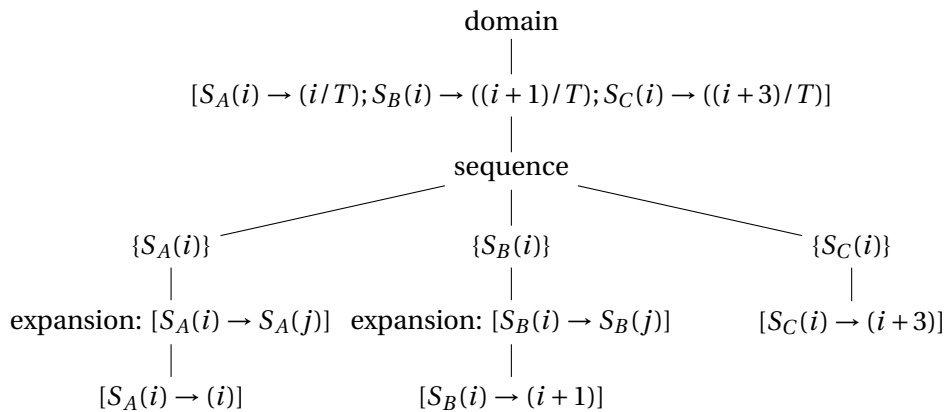 domain
[S_A(i) → (i/T); S_B(i) → ((i + 1)/T); S_C(i) → ((i + 3)/T)]
sequence
{S_A(i)} {S_B(i)} {S_C(i)}
expansion: [S_A(i) → S_A(j)] expansion: [S_B(i) → S_B(j)] [S_C(i) → (i + 3)]
[S_A(i) → (i)] [S_B(i) → (i + 1)]